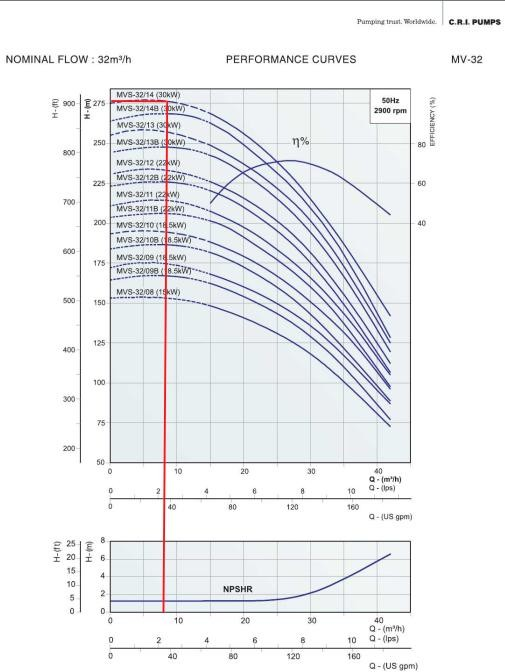 Pumping trust. Worldwide. C.R.I. PUMPS
NOMINAL FLOW : 32m³/h PERFORMANCE CURVES MV-32
H - (ft)
H - (m)
900
800
700
600
500
400
300
200
275
250
225
200
175
150
125
100
75
50
MVS-32/14 (30kW)
MVS-32/14B (30kW)
MVS-32/13 (30kW)
MVS-32/13B (30kW)
MVS-32/12 (22kW)
MVS-32/12B (22kW)
MVS-32/11 (22kW)
MVS-32/11B (22kW)
MVS-32/10 (18.5kW)
MVS-32/10B (18.5kW)
MVS-32/09 (18.5kW)
MVS-32/09B (18.5kW)
MVS-32/08 (15kW)
η%
50Hz
2900 rpm
EFFICIENCY (%)
80
60
40
0 10 20 30 40
Q - (m³/h)
0 2 4 6 8 10 Q - (lps)
0 40 80 120 160
Q - (US gpm)
H - (ft)
H - (m)
25
20
15
10
5
0
8
6
4
2
0
NPSHR
0 10 20 30 40
Q - (m³/h)
0 2 4 6 8 10 Q - (lps)
0 40 80 120 160
Q - (US gpm)